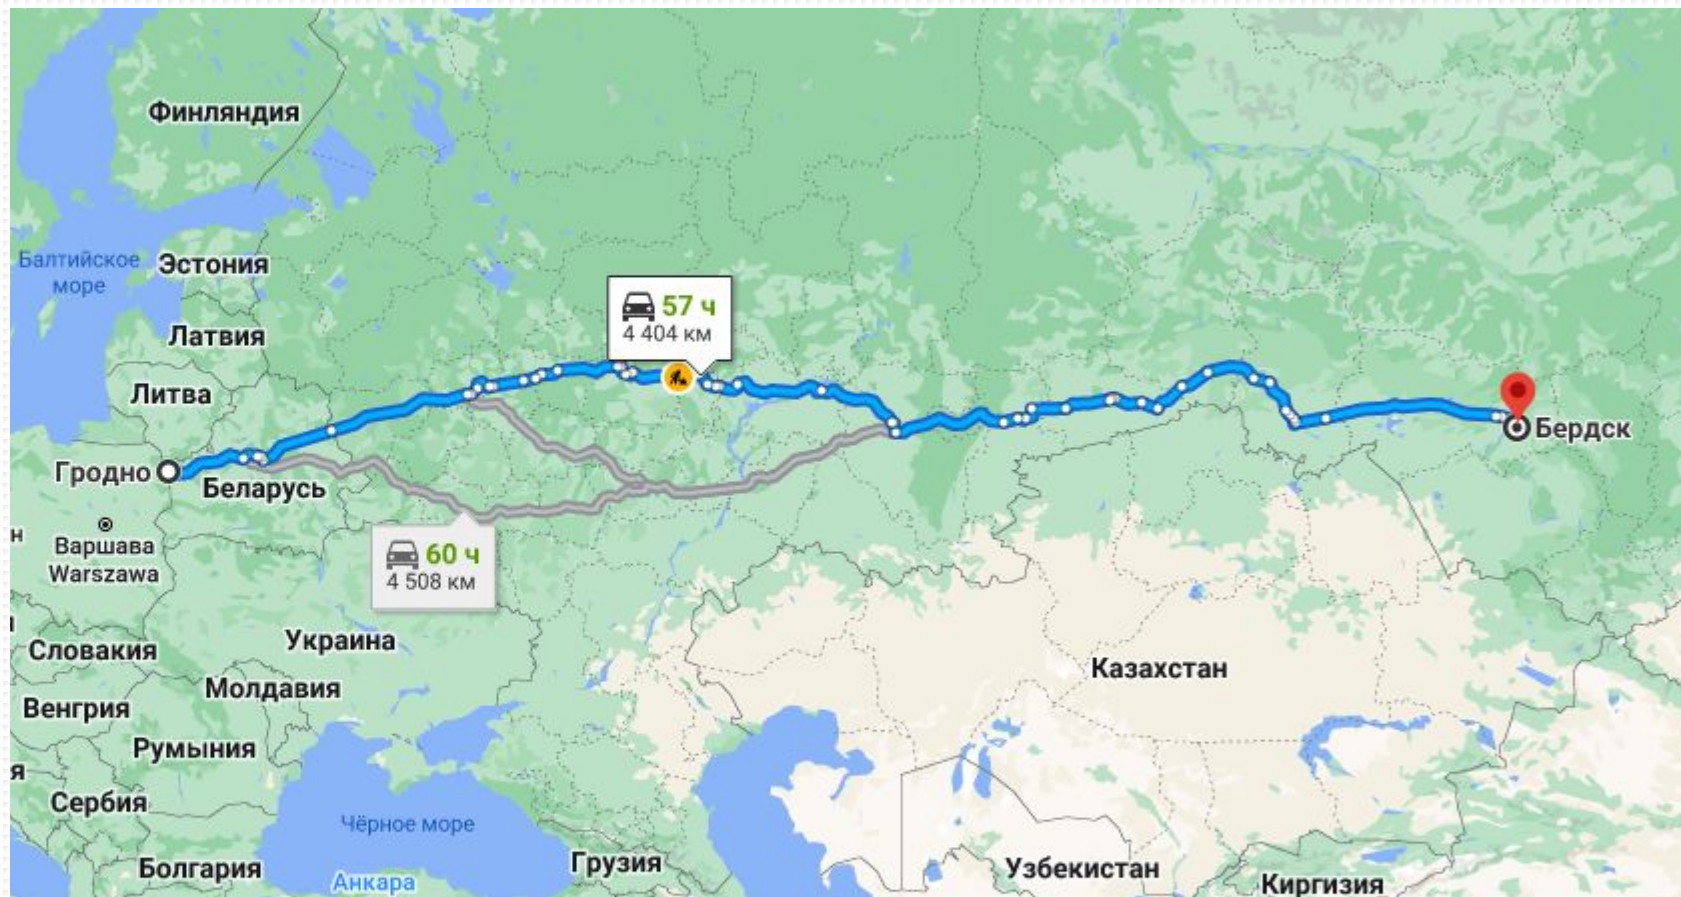 Финляндия
Балтийское
море
Эстония
57 ч
4 404 км
Латвия
Литва
Бердск
Гродно
Беларусь
Варшава
Warszawa
60 ч
4 508 км
Украина
Словакия
Казахстан
Молдавия
Венгрия
Румыния
Сербия
Чёрное море
Болгария
Грузия
Узбекистан
Анкара
Киргизия